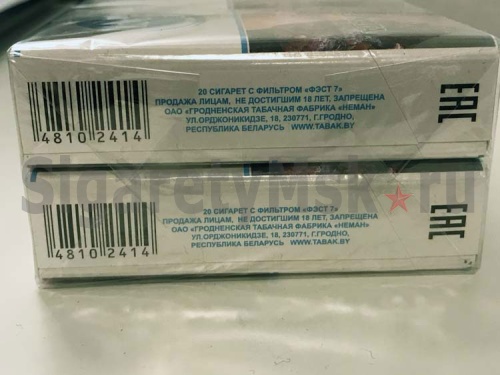 20 СИГАРЕТ С ФИЛЬТРОМ «ФЭСТ 7»
ПРОДАЖА ЛИЦАМ, НЕ ДОСТИГШИМ 18 ЛЕТ, ЗАПРЕЩЕНА
ОАО «ГРОДНЕНСКАЯ ТАБАЧНАЯ ФАБРИКА «НЕМАН»
УЛ.ОРДЖОНИКИДЗЕ, 18, 230771, Г.ГРОДНО,
РЕСПУБЛИКА БЕЛАРУСЬ WWW.TABAK.BY
4810 2414
EAC
SigaretyMsk.ru
20 СИГАРЕТ С ФИЛЬТРОМ «ФЭСТ 7»
ПРОДАЖА ЛИЦАМ, НЕ ДОСТИГШИМ 18 ЛЕТ, ЗАПРЕЩЕНА
ОАО «ГРОДНЕНСКАЯ ТАБАЧНАЯ ФАБРИКА «НЕМАН»
УЛ.ОРДЖОНИКИДЗЕ, 18, 230771, Г.ГРОДНО,
РЕСПУБЛИКА БЕЛАРУСЬ WWW.TABAK.BY
4810 2414
EAC